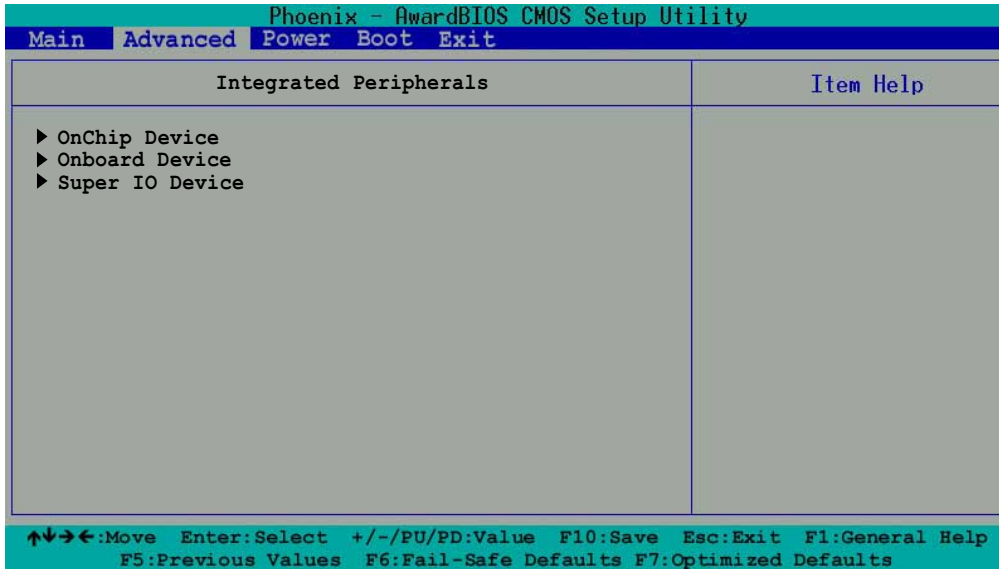 Phoenix - AwardBIOS CMOS Setup Utility
Main Advanced Power Boot Exit
Integrated Peripherals
Item Help
▶ OnChip Device
▶ Onboard Device
▶ Super IO Device
↑↓→←:Move Enter:Select +/-/PU/PD:Value F10:Save Esc:Exit F1:General Help
F5:Previous Values F6:Fail-Safe Defaults F7:Optimized Defaults